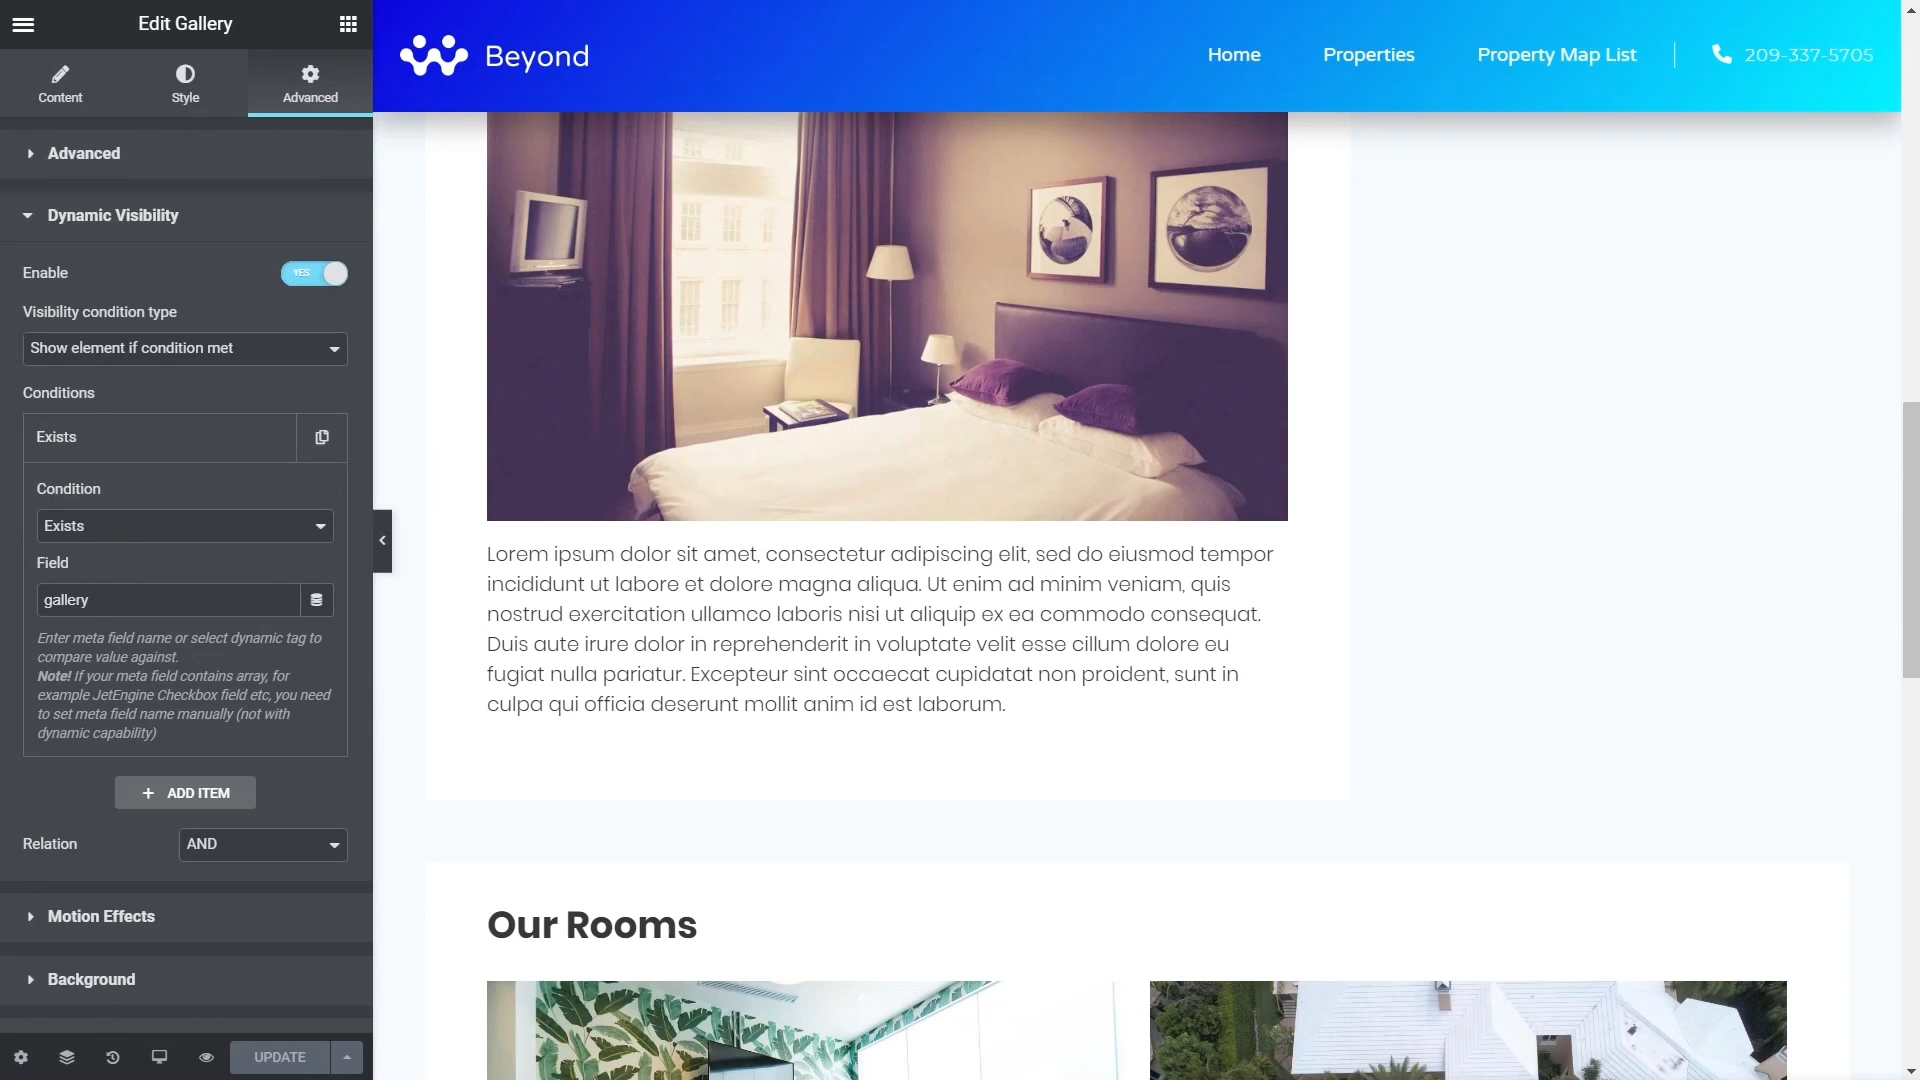 Edit Gallery
Content
Style
Advanced
Advanced
Dynamic Visibility
Enable
YES
Visibility condition type
Show element if condition met
Conditions
Exists
Condition
Exists
Field
gallery
Enter meta field name or select dynamic tag to
compare value against.
Note! If your meta field contains array, for
example JetEngine Checkbox field etc, you need
to set meta field name manually (not with
dynamic capability)
+ ADD ITEM
Relation
AND
Motion Effects
Background
UPDATE
Beyond
Home
Properties
Property Map List
209-337-5705
Lorem ipsum dolor sit amet, consectetur adipiscing elit, sed do eiusmod tempor
incididunt ut labore et dolore magna aliqua. Ut enim ad minim veniam, quis
nostrud exercitation ullamco laboris nisi ut aliquip ex ea commodo consequat.
Duis aute irure dolor in reprehenderit in voluptate velit esse cillum dolore eu
fugiat nulla pariatur. Excepteur sint occaecat cupidatat non proident, sunt in
culpa qui officia deserunt mollit anim id est laborum.
Our Rooms